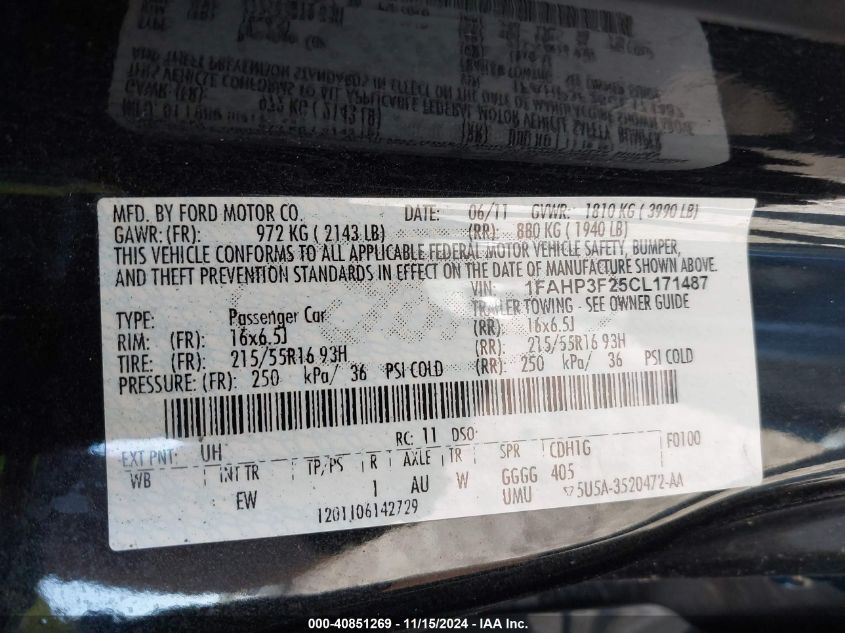 MFD. BY FORD MOTOR CO. DATE: 06/11 GVWR: 1810 KG ( 3990 LB)
GAWR: (FR): 972 KG ( 2143 LB) (RR): 880 KG ( 1940 LB)
THIS VEHICLE CONFORMS TO ALL APPLICABLE FEDERAL MOTOR VEHICLE SAFETY, BUMPER,
AND THEFT PREVENTION STANDARDS IN EFFECT ON THE DATE OF MANUFACTURE SHOWN ABOVE.
VIN: 1FAHP3F25CL171487
TYPE: Passenger Car TRAILER TOWING - SEE OWNER GUIDE
RIM: (FR): 16x6.5J (RR): 16x6.5J
TIRE: (FR): 215/55R16 93H (RR): 215/55R16 93H
PRESSURE: (FR): 250 kPa/ 36 PSI COLD (RR): 250 kPa/ 36 PSI COLD
EXT PNT: UH RC: 11 DSO: F0100
WB INT TR TP/PS R AXLE TR SPR CDH1G
EW 1 AU W GGGG 405
1201106142729 UMU 5U5A-3520472-AA
000-40851269 - 11/15/2024 - IAA Inc.